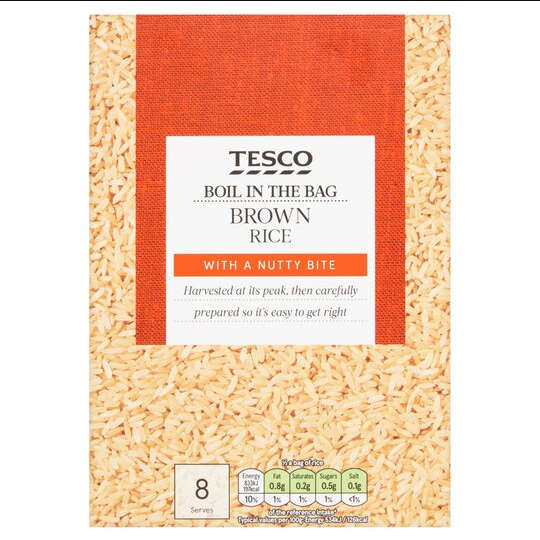 TESCO
BOIL IN THE BAG
BROWN
RICE
WITH A NUTTY BITE
Harvested at its peak, then carefully
prepared so it's easy to get right
8
Serves
½ a bag of rice
Energy Fat Saturates Sugars Salt
833kJ
197kcal 0.8g 0.2g 0.5g 0.1g
10% 1% 1% 1% <1%
of the reference intake*
Typical values per 100g: Energy 534kJ / 126kcal